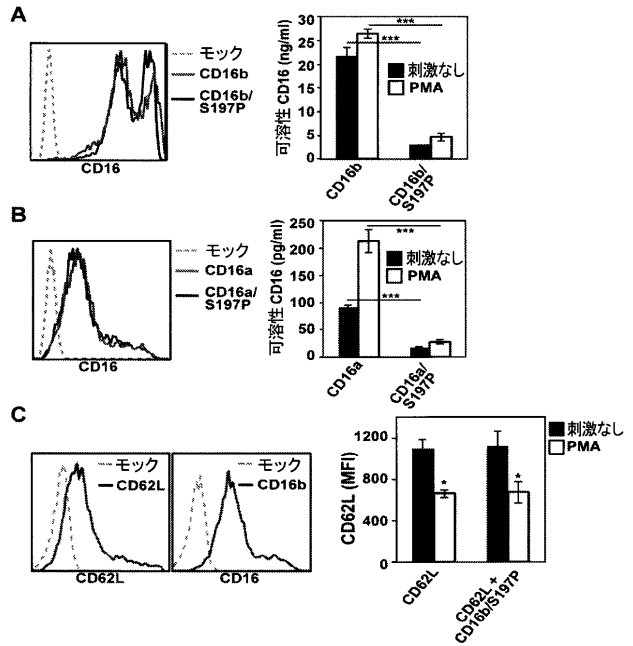 A
モック
CD16b
CD16b/
S197P
CD16
可溶性 CD16 (ng/ml)
30
25
20
15
10
5
0
***
***
刺激なし
PMA
CD16b
CD16b/
S197P
B
モック
CD16a
CD16a/
S197P
CD16
可溶性 CD16 (pg/ml)
250
200
150
100
50
0
***
***
刺激なし
PMA
CD16a
CD16a/
S197P
C
モック
CD62L
CD62L
モック
CD16b
CD16
CD62L (MFI)
1200
800
400
0
*
*
刺激なし
PMA
CD62L
CD62L +
CD16b/S197P